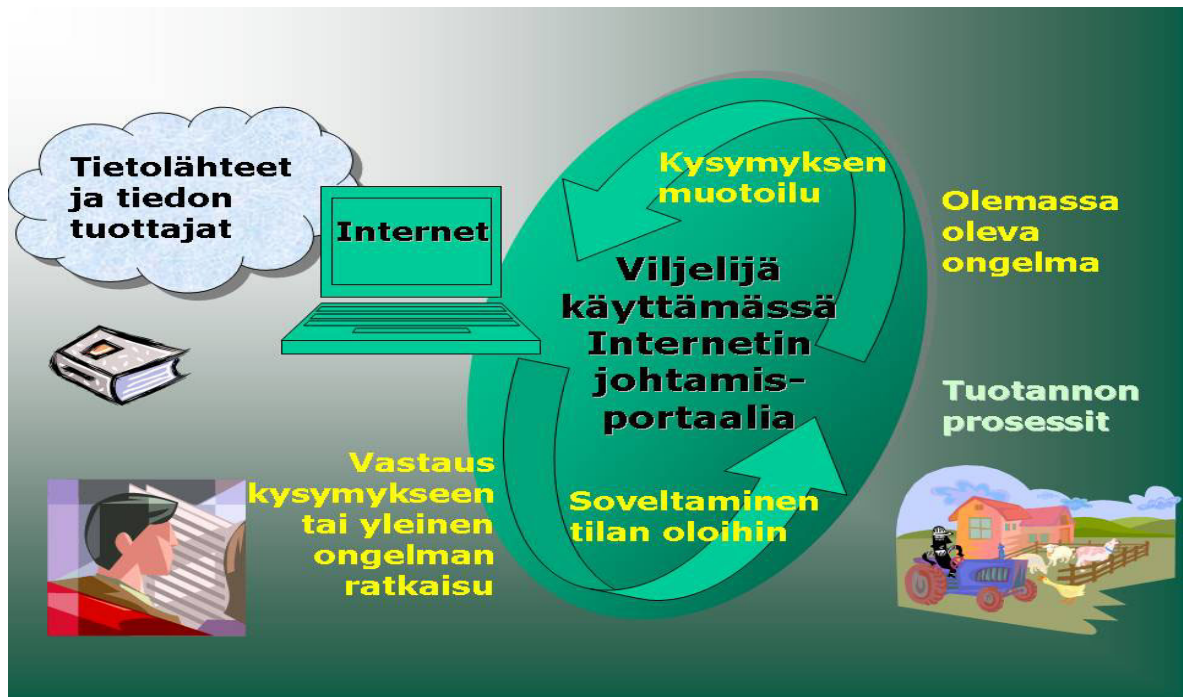 Tietolähteet
ja tiedon
tuottajat
Internet
Kysymyksen
muotoilu
Olemassa
oleva
ongelma
Viljelijä
käyttämässä
Internetin
johtamis-
portaalia
Tuotannon
prosessit
Vastaus
kysymykseen
tai yleinen
ongelman
ratkaisu
Soveltaminen
tilan oloihin